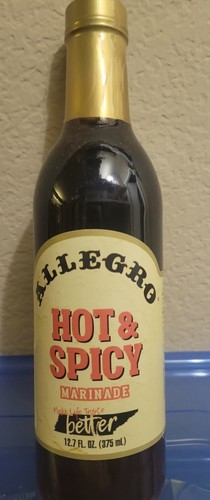 ALLEGRO
HOT &
SPICY
MARINADE
Make Life Taste
better
12.7 FL. OZ. (375 mL)